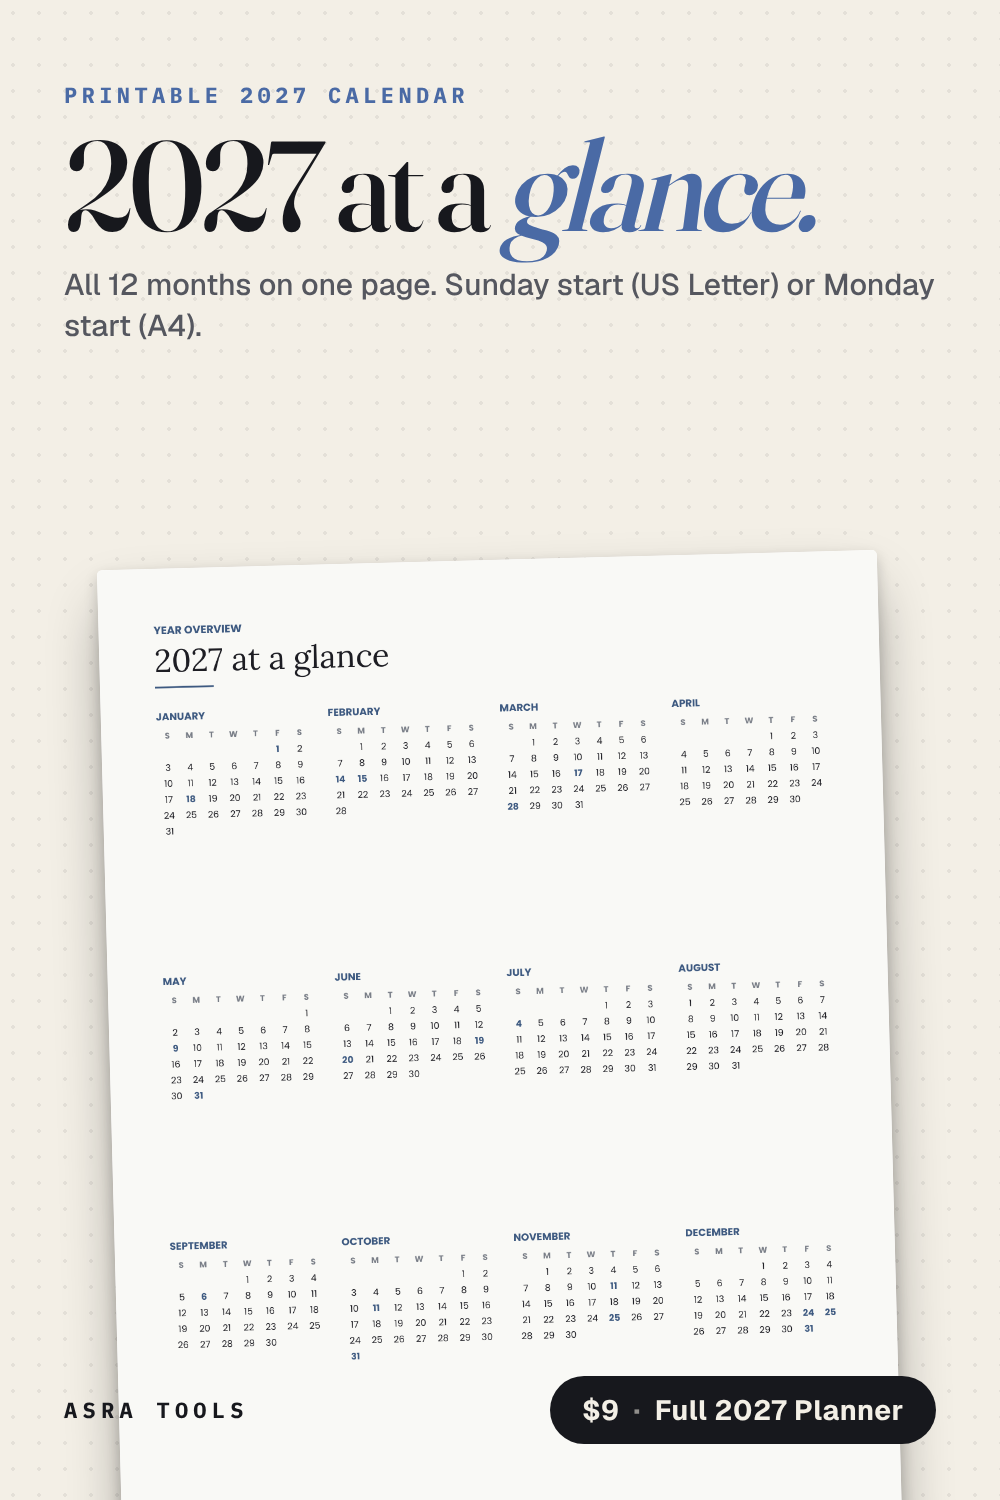 PRINTABLE 2027 CALENDAR
2027 at a glance.
All 12 months on one page. Sunday start (US Letter) or Monday
start (A4).
YEAR OVERVIEW
2027 at a glance
JANUARY
S M T W T F S
1 2
3 4 5 6 7 8 9
10 11 12 13 14 15 16
17 18 19 20 21 22 23
24 25 26 27 28 29 30
31
FEBRUARY
S M T W T F S
1 2 3 4 5 6
7 8 9 10 11 12 13
14 15 16 17 18 19 20
21 22 23 24 25 26 27
28
MARCH
S M T W T F S
1 2 3 4 5 6
7 8 9 10 11 12 13
14 15 16 17 18 19 20
21 22 23 24 25 26 27
28 29 30 31
APRIL
S M T W T F S
1 2 3
4 5 6 7 8 9 10
11 12 13 14 15 16 17
18 19 20 21 22 23 24
25 26 27 28 29 30
MAY
S M T W T F S
1
2 3 4 5 6 7 8
9 10 11 12 13 14 15
16 17 18 19 20 21 22
23 24 25 26 27 28 29
30 31
JUNE
S M T W T F S
1 2 3 4 5
6 7 8 9 10 11 12
13 14 15 16 17 18 19
20 21 22 23 24 25 26
27 28 29 30
JULY
S M T W T F S
1 2 3
4 5 6 7 8 9 10
11 12 13 14 15 16 17
18 19 20 21 22 23 24
25 26 27 28 29 30 31
AUGUST
S M T W T F S
1 2 3 4 5 6 7
8 9 10 11 12 13 14
15 16 17 18 19 20 21
22 23 24 25 26 27 28
29 30 31
SEPTEMBER
S M T W T F S
1 2 3 4
5 6 7 8 9 10 11
12 13 14 15 16 17 18
19 20 21 22 23 24 25
26 27 28 29 30
OCTOBER
S M T W T F S
1 2
3 4 5 6 7 8 9
10 11 12 13 14 15 16
17 18 19 20 21 22 23
24 25 26 27 28 29 30
31
NOVEMBER
S M T W T F S
1 2 3 4 5 6
7 8 9 10 11 12 13
14 15 16 17 18 19 20
21 22 23 24 25 26 27
28 29 30
DECEMBER
S M T W T F S
1 2 3 4
5 6 7 8 9 10 11
12 13 14 15 16 17 18
19 20 21 22 23 24 25
26 27 28 29 30 31
ASRA TOOLS
$9 · Full 2027 Planner